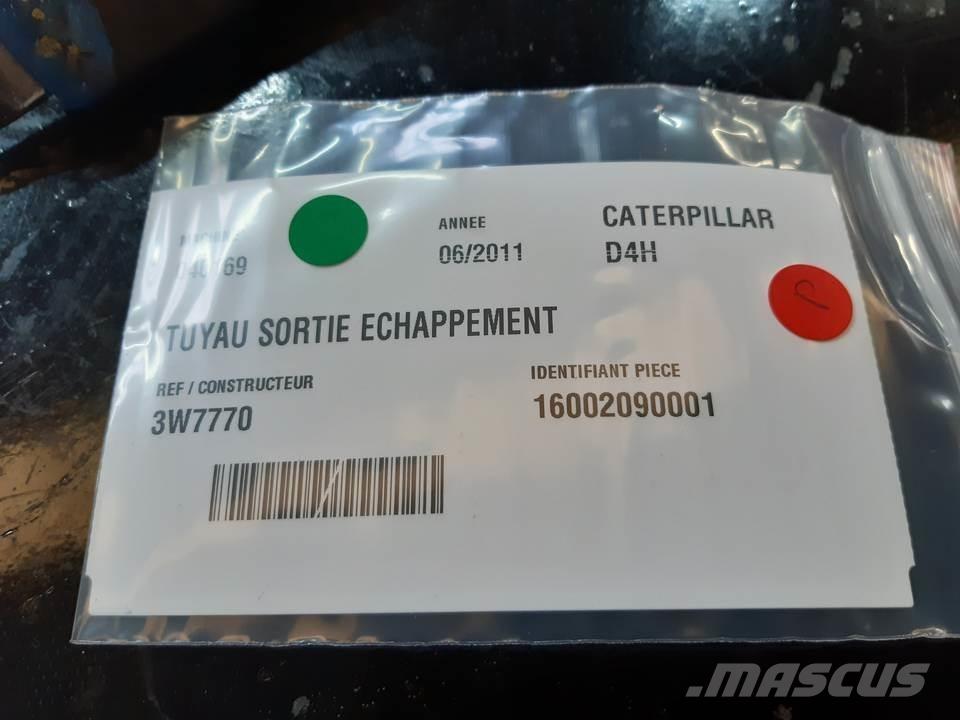 ANNEE
CATERPILLAR
06/2011
D4H
TUYAU SORTIE ECHAPPEMENT
REF / CONSTRUCTEUR
IDENTIFIANT PIECE
3W7770
16002090001
.MASCUS